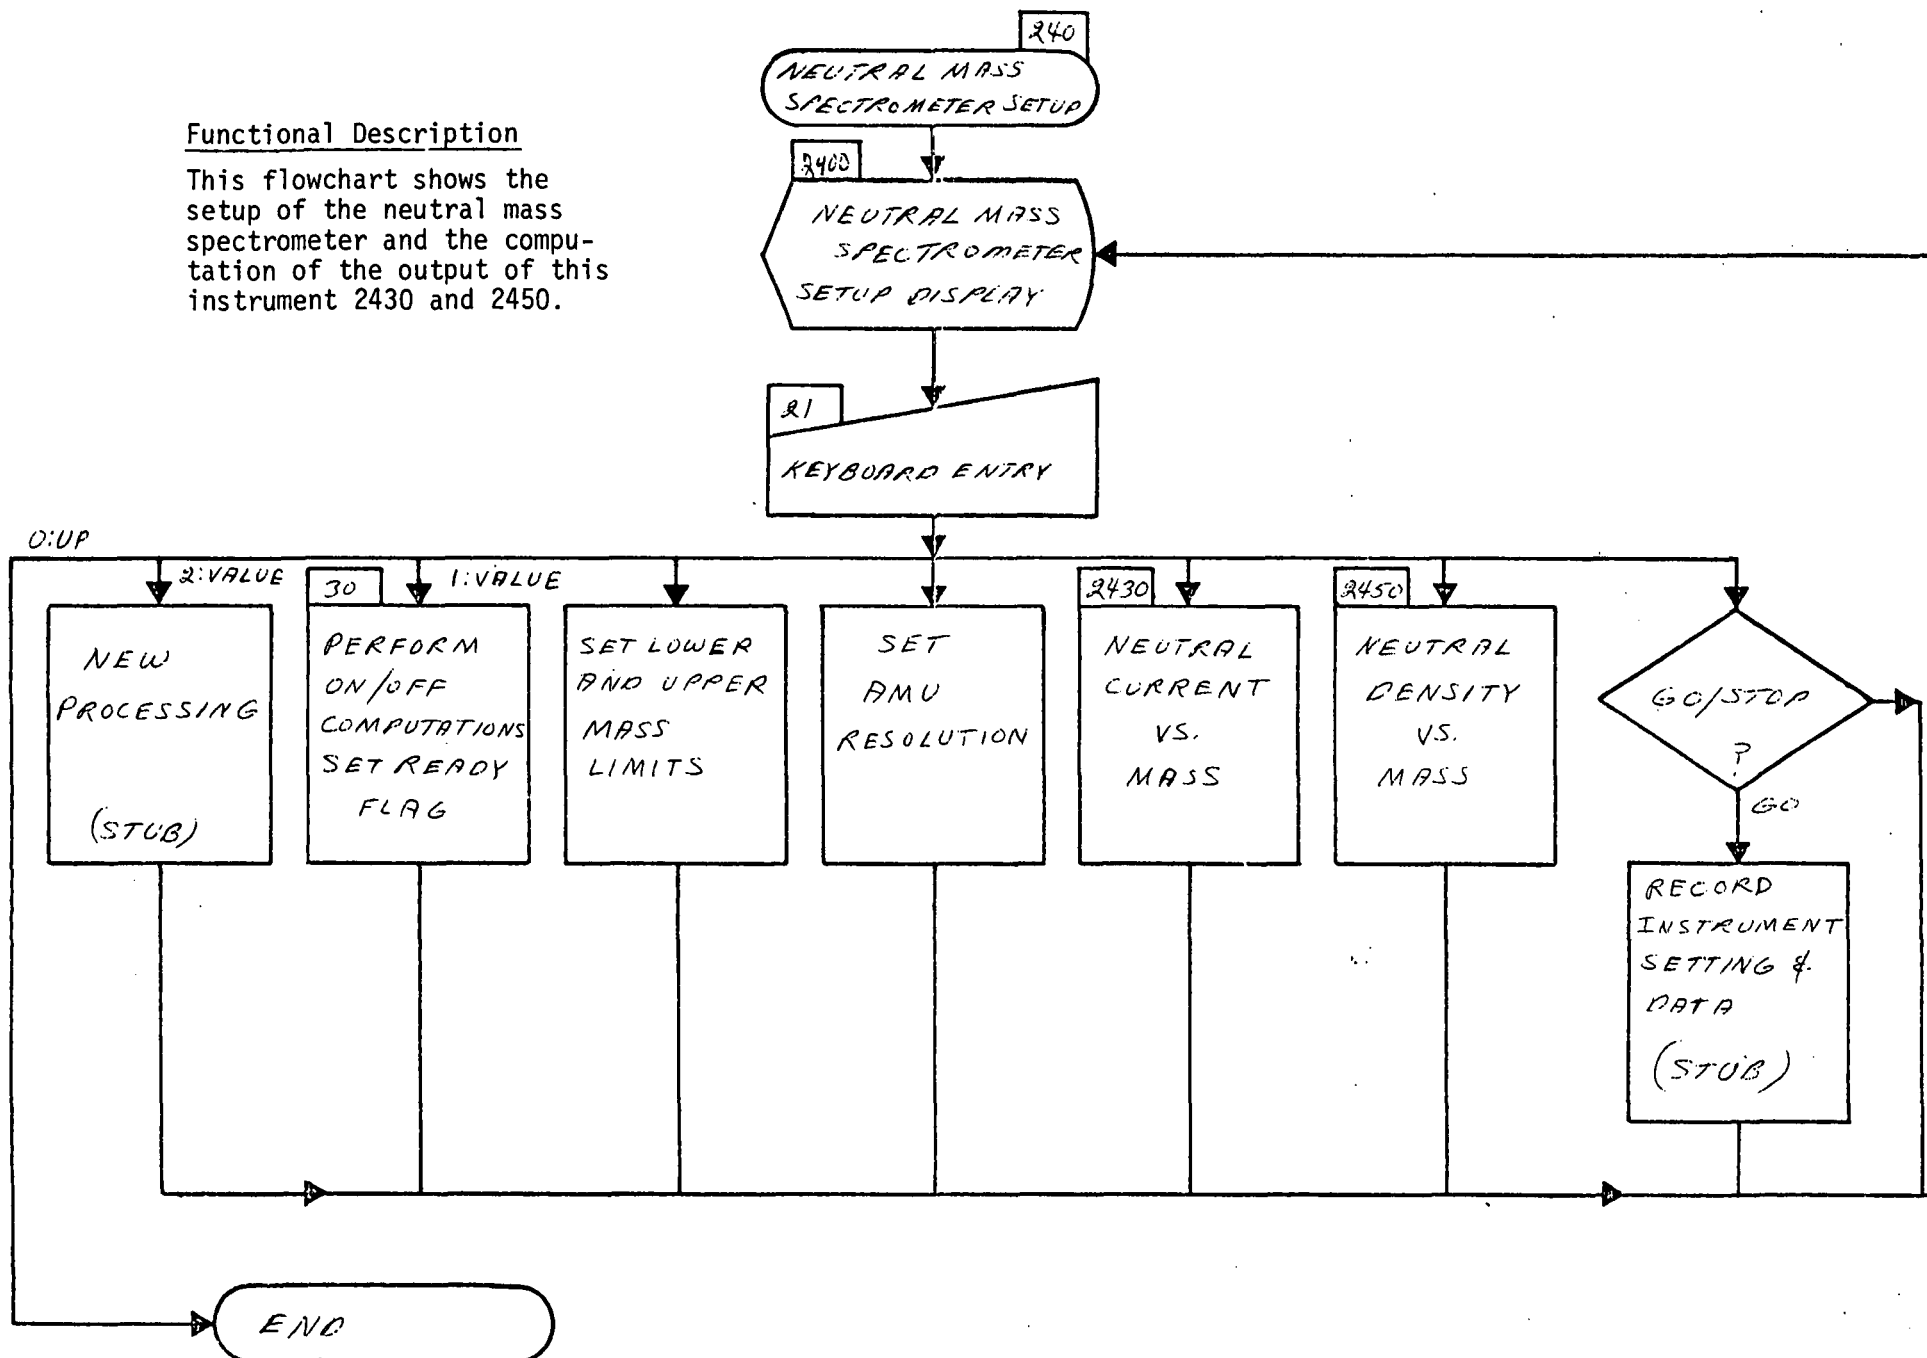 240
NEUTRAL MASS
SPECTROMETER SETUP
Functional Description
This flowchart shows the
setup of the neutral mass
spectrometer and the compu-
tation of the output of this
instrument 2430 and 2450.
2400
NEUTRAL MASS
SPECTROMETER
SETUP DISPLAY
21
KEYBOARD ENTRY
0:UP
2:VALUE
NEW
PROCESSING
(STUB)
30
1:VALUE
PERFORM
ON/OFF
COMPUTATIONS
SET READY
FLAG
SET LOWER
AND UPPER
MASS
LIMITS
SET
AMU
RESOLUTION
2430
NEUTRAL
CURRENT
VS.
MASS
2450
NEUTRAL
DENSITY
VS.
MASS
GO/STOP
?
GO
RECORD
INSTRUMENT
SETTING &
DATA
(STUB)
END